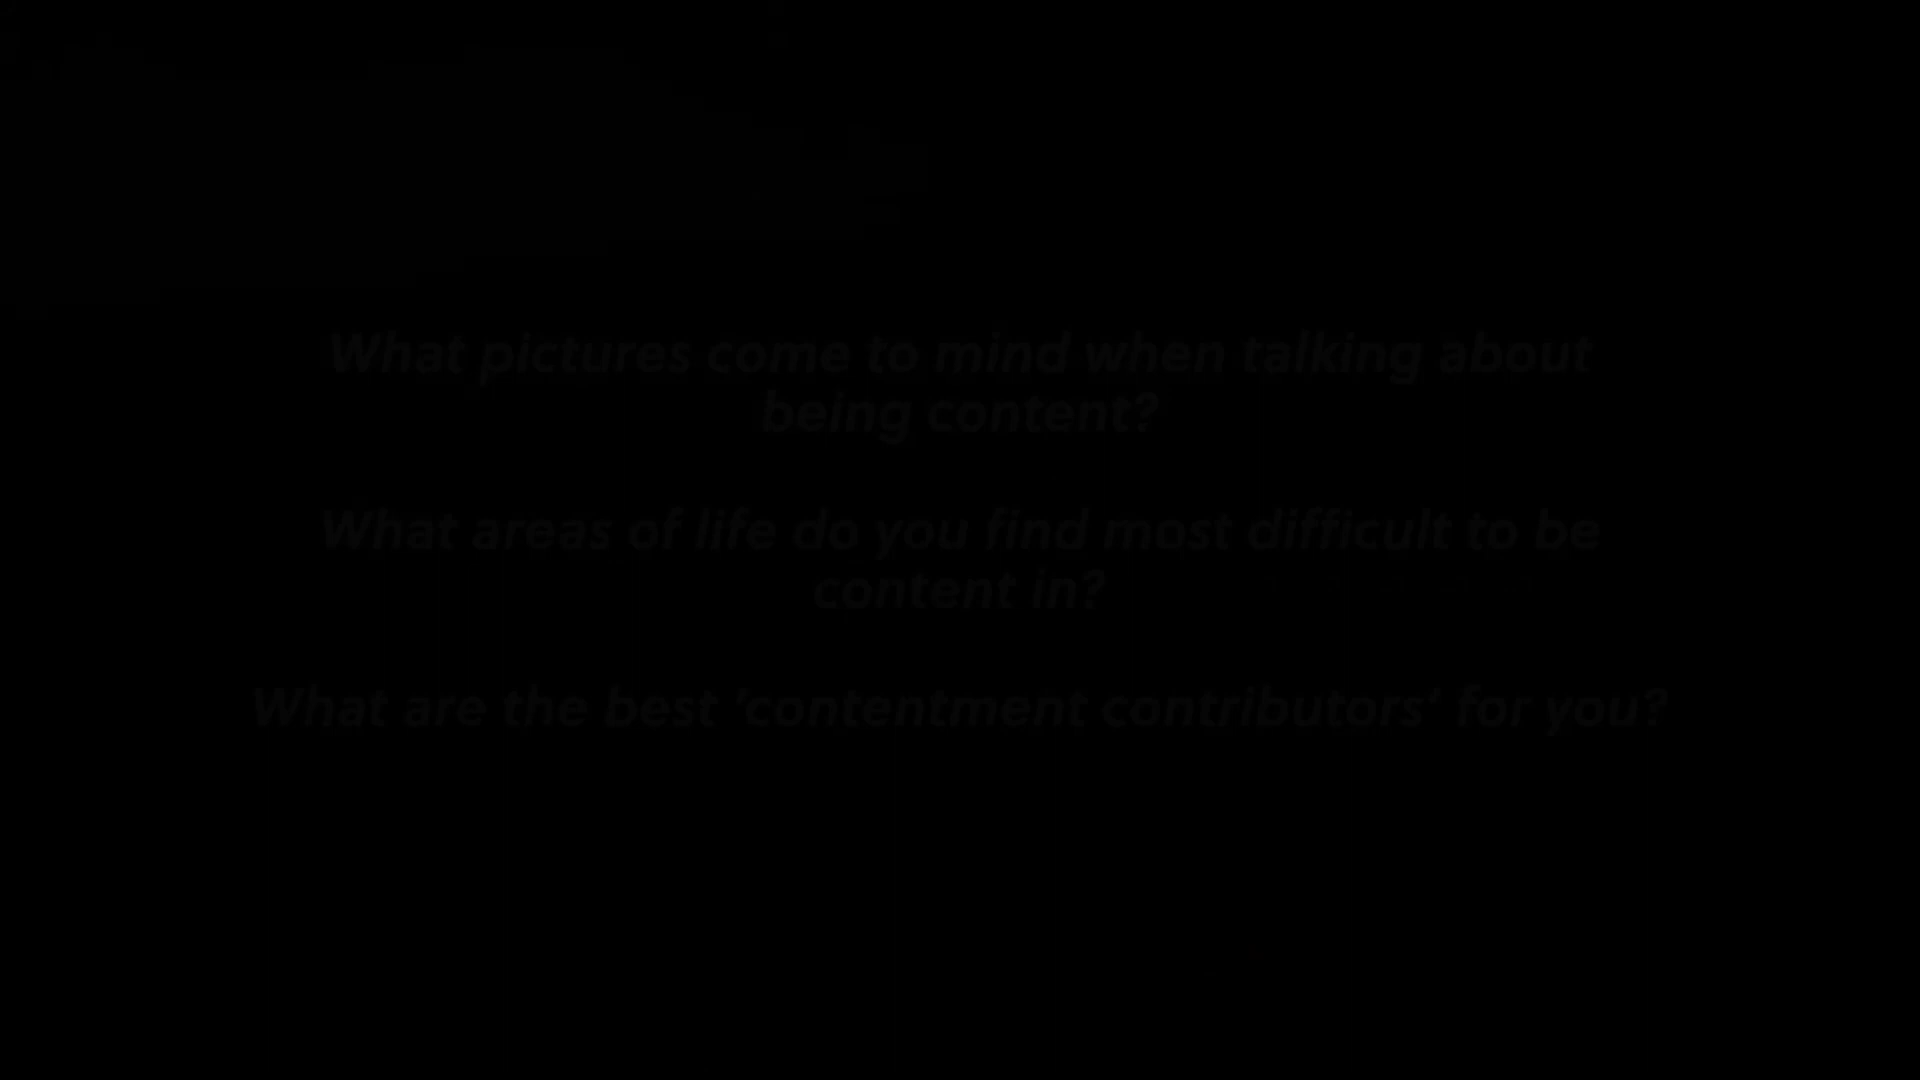 What pictures come to mind when talking about
being content?
What areas of life do you find most difficult to be
content in?
What are the best ‘contentment contributors’ for you?